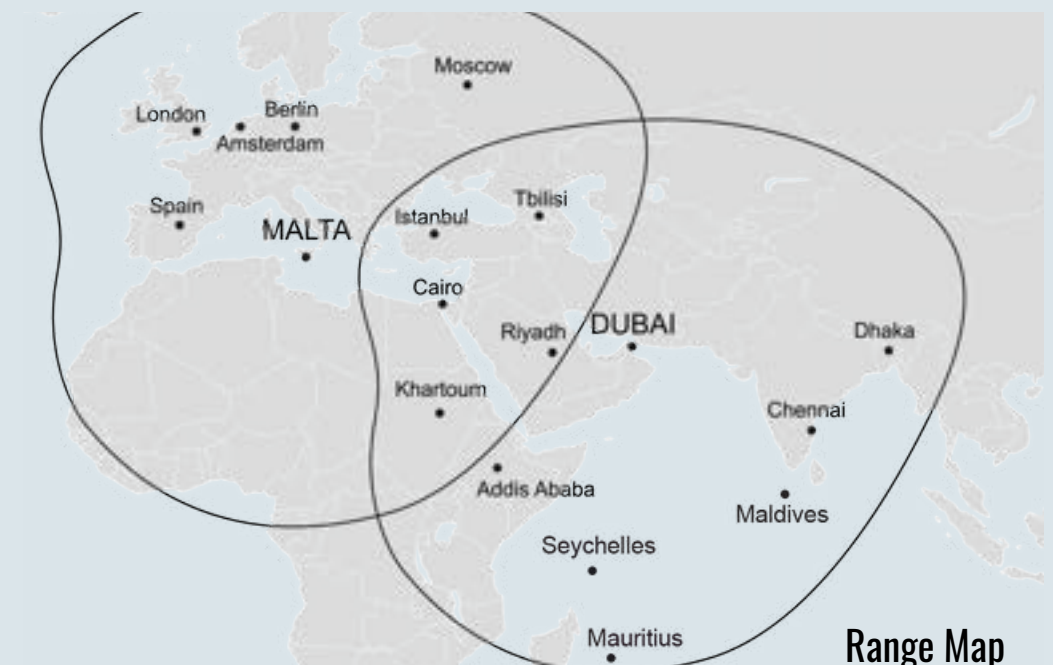 Moscow
London
Berlin
Amsterdam
Spain
MALTA
Istanbul
Tbilisi
Cairo
Riyadh
DUBAI
Dhaka
Khartoum
Chennai
Addis Ababa
Maldives
Seychelles
Mauritius
Range Map